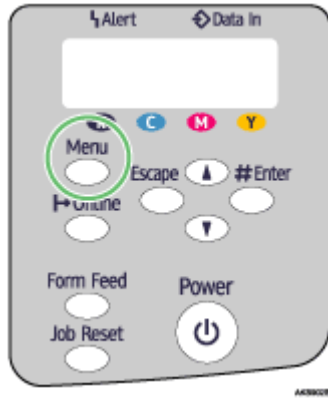 Alert Data In
C M Y
Menu
Escape # Enter
Online
Form Feed Power
Job Reset